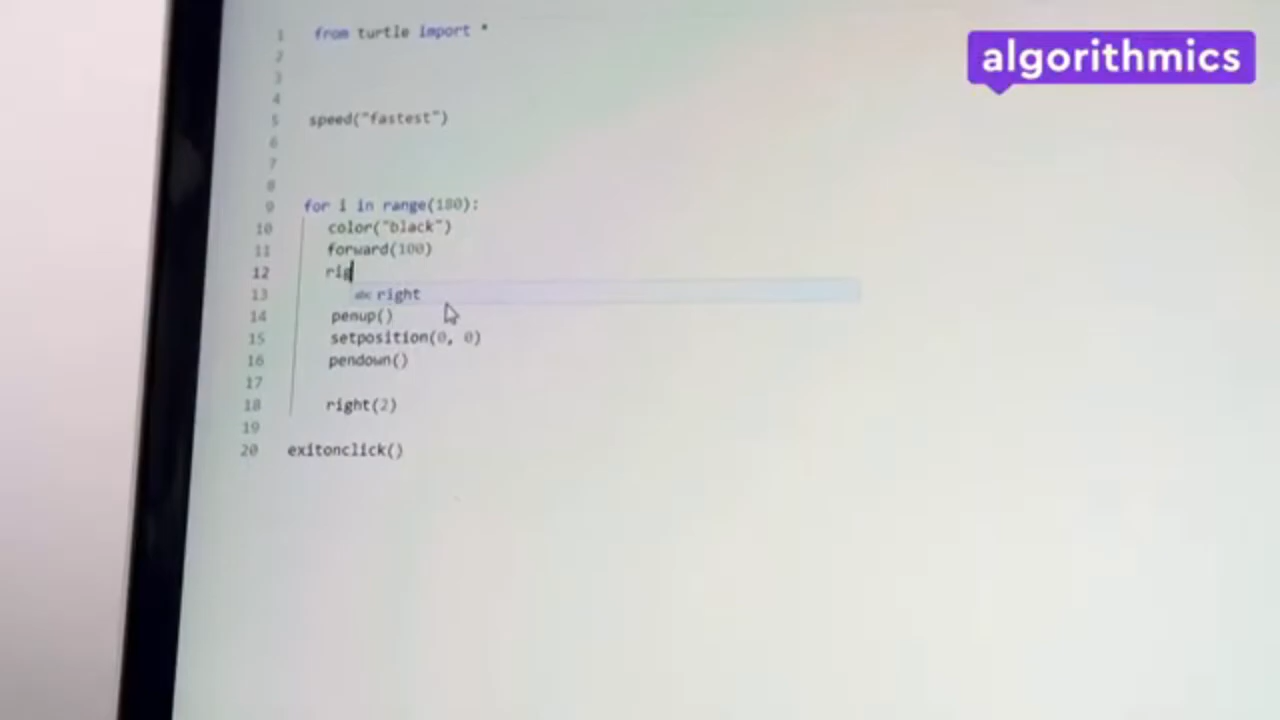 algorithmics
1 from turtle import *
2
3
4
5 speed("fastest")
6
7
8
9 for i in range(180):
10 color("black")
11 forward(100)
12 rig
13 abc right
14 penup()
15 setposition(0, 0)
16 pendown()
17
18 right(2)
19
20 exitonclick()